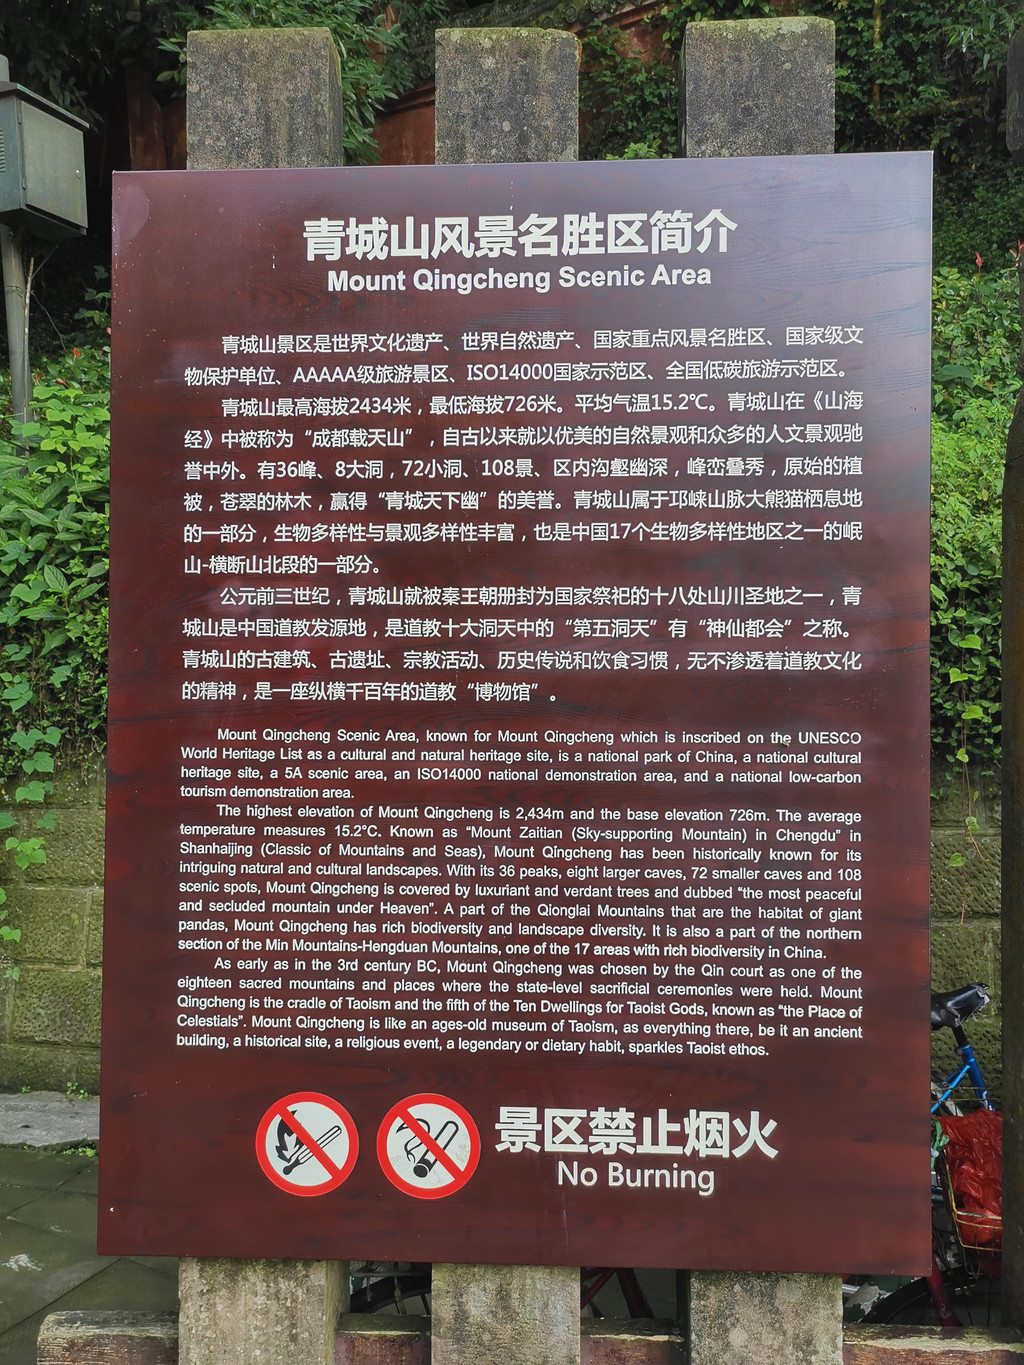 青城山风景名胜区简介
Mount Qingcheng Scenic Area
青城山景区是世界文化遗产、世界自然遗产、国家重点风景名胜区、国家级文
物保护单位、AAAAA级旅游景区、ISO14000国家示范区、全国低碳旅游示范区。
青城山最高海拔2434米，最低海拔726米。平均气温15.2℃。青城山在《山海
经》中被称为“成都载天山”，自古以来就以优美的自然景观和众多的人文景观驰
誉中外。有36峰、8大洞，72小洞、108景、区内沟壑幽深，峰峦叠秀，原始的植
被，苍翠的林木，赢得“青城天下幽”的美誉。青城山属于邛崃山脉大熊猫栖息地
的一部分，生物多样性与景观多样性丰富，也是中国17个生物多样性地区之一的岷
山-横断山北段的一部分。
公元前三世纪，青城山就被秦王朝册封为国家祭祀的十八处山川圣地之一，青
城山是中国道教发源地，是道教十大洞天中的“第五洞天”有“神仙都会”之称。
青城山的古建筑、古遗址、宗教活动、历史传说和饮食习惯，无不渗透着道教文化
的精神，是一座纵横千百年的道教“博物馆”。
Mount Qingcheng Scenic Area, known for Mount Qingcheng which is inscribed on the UNESCO
World Heritage List as a cultural and natural heritage site, is a national park of China, a national cultural
heritage site, a 5A scenic area, an ISO14000 national demonstration area, and a national low-carbon
tourism demonstration area.
The highest elevation of Mount Qingcheng is 2,434m and the base elevation 726m. The average
temperature measures 15.2°C. Known as “Mount Zaitian (Sky-supporting Mountain) in Chengdu” in
Shanhaijing (Classic of Mountains and Seas), Mount Qingcheng has been historically known for its
intriguing natural and cultural landscapes. With its 36 peaks, eight larger caves, 72 smaller caves and 108
scenic spots, Mount Qingcheng is covered by luxuriant and verdant trees and dubbed “the most peaceful
and secluded mountain under Heaven”. A part of the Qionglai Mountains that are the habitat of giant
pandas, Mount Qingcheng has rich biodiversity and landscape diversity. It is also a part of the northern
section of the Min Mountains-Hengduan Mountains, one of the 17 areas with rich biodiversity in China.
As early as in the 3rd century BC, Mount Qingcheng was chosen by the Qin court as one of the
eighteen sacred mountains and places where the state-level sacrificial ceremonies were held. Mount
Qingcheng is the cradle of Taoism and the fifth of the Ten Dwellings for Taoist Gods, known as “the Place of
Celestials”. Mount Qingcheng is like an ages-old museum of Taoism, as everything there, be it an ancient
building, a historical site, a religious event, a legendary or dietary habit, sparkles Taoist ethos.
景区禁止烟火
No Burning